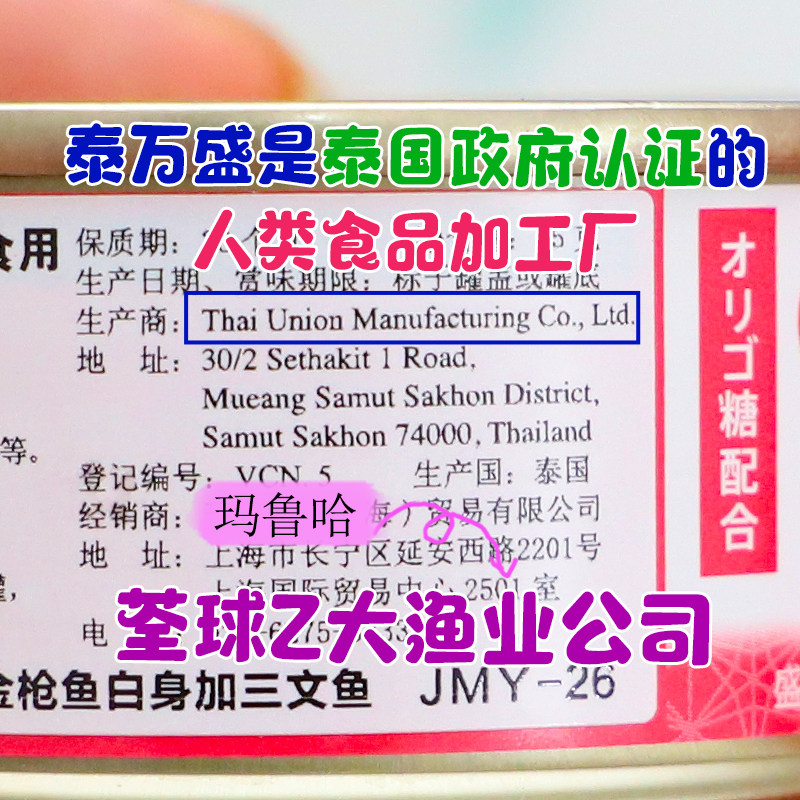 泰万盛是泰国政府认证的
人类食品加工厂
食用
保质期:
生产日期、赏味期限:标于罐盖或罐底
生产商:Thai Union Manufacturing Co., Ltd.
地 址:30/2 Sethakit 1 Road,
Mueang Samut Sakhon District,
Samut Sakhon 74000, Thailand
等。
登记编号:VCN 5 生产国:泰国
经销商:玛鲁哈 海)贸易有限公司
地 址:上海市长宁区延安西路2201号
上海国际贸易中心2501室
罐,
电
荃球Z大渔业公司
金枪鱼白身加三文鱼 JMY-26
オリゴ糖配合
盛